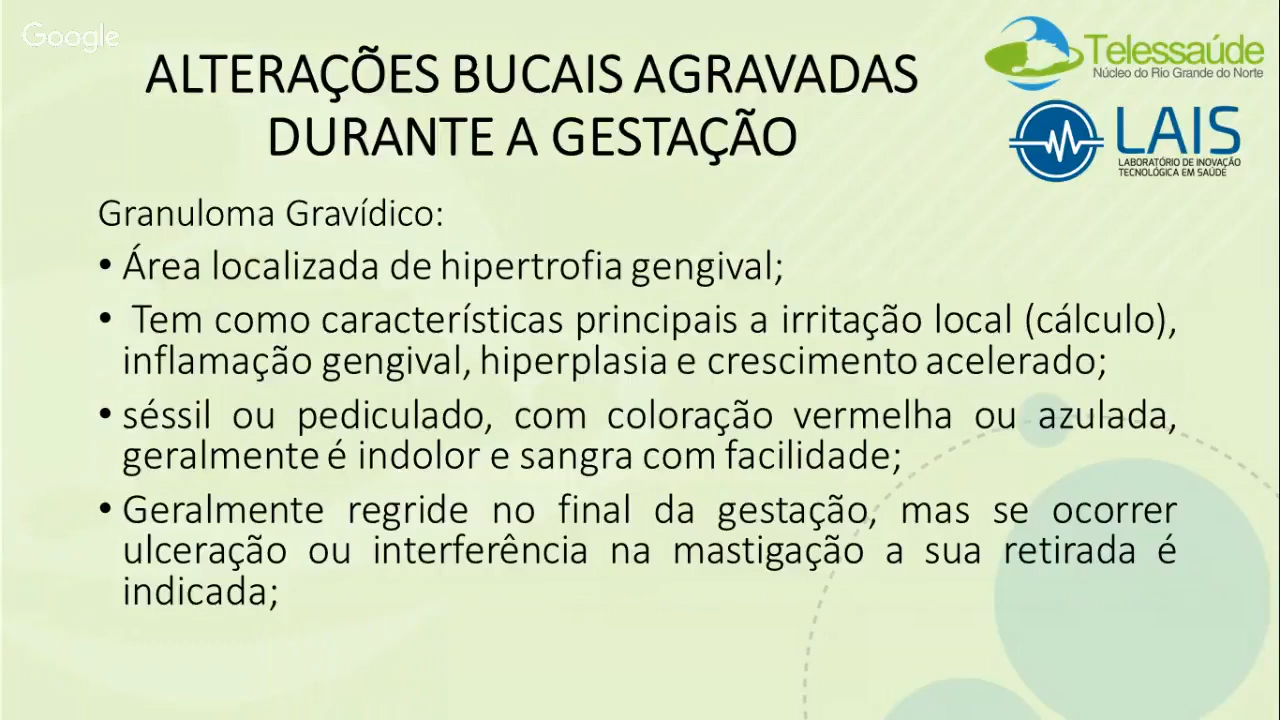 Google
ALTERAÇÕES BUCAIS AGRAVADAS
DURANTE A GESTAÇÃO
Telessaúde
Núcleo do Rio Grande do Norte
LAIS
LABORATÓRIO DE INOVAÇÃO
TECNOLÓGICA EM SAÚDE
Granuloma Gravídico:
• Área localizada de hipertrofia gengival;
• Tem como características principais a irritação local (cálculo),
inflamação gengival, hiperplasia e crescimento acelerado;
• séssil ou pediculado, com coloração vermelha ou azulada,
geralmente é indolor e sangra com facilidade;
• Geralmente regride no final da gestação, mas se ocorrer
ulceração ou interferência na mastigação a sua retirada é
indicada;